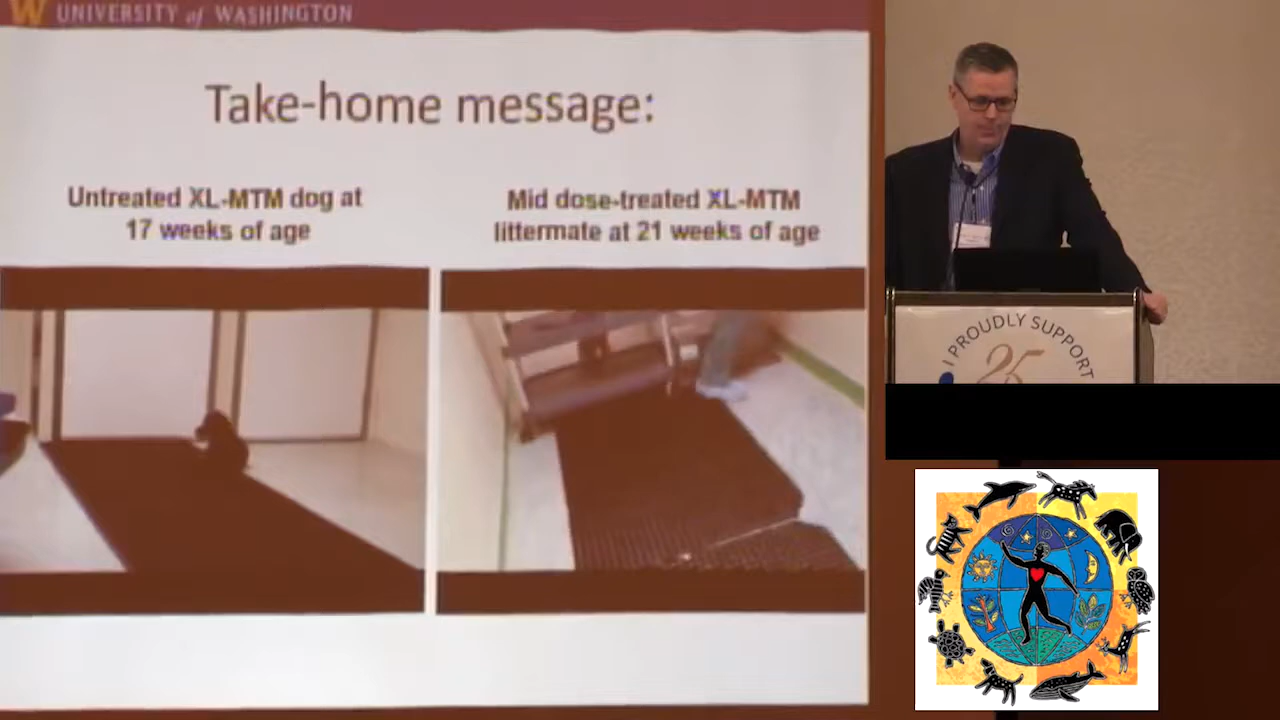 W UNIVERSITY of WASHINGTON
Take-home message:
Untreated XL-MTM dog at
17 weeks of age
Mid dose-treated XL-MTM
littermate at 21 weeks of age
I PROUDLY SUPPORT
25